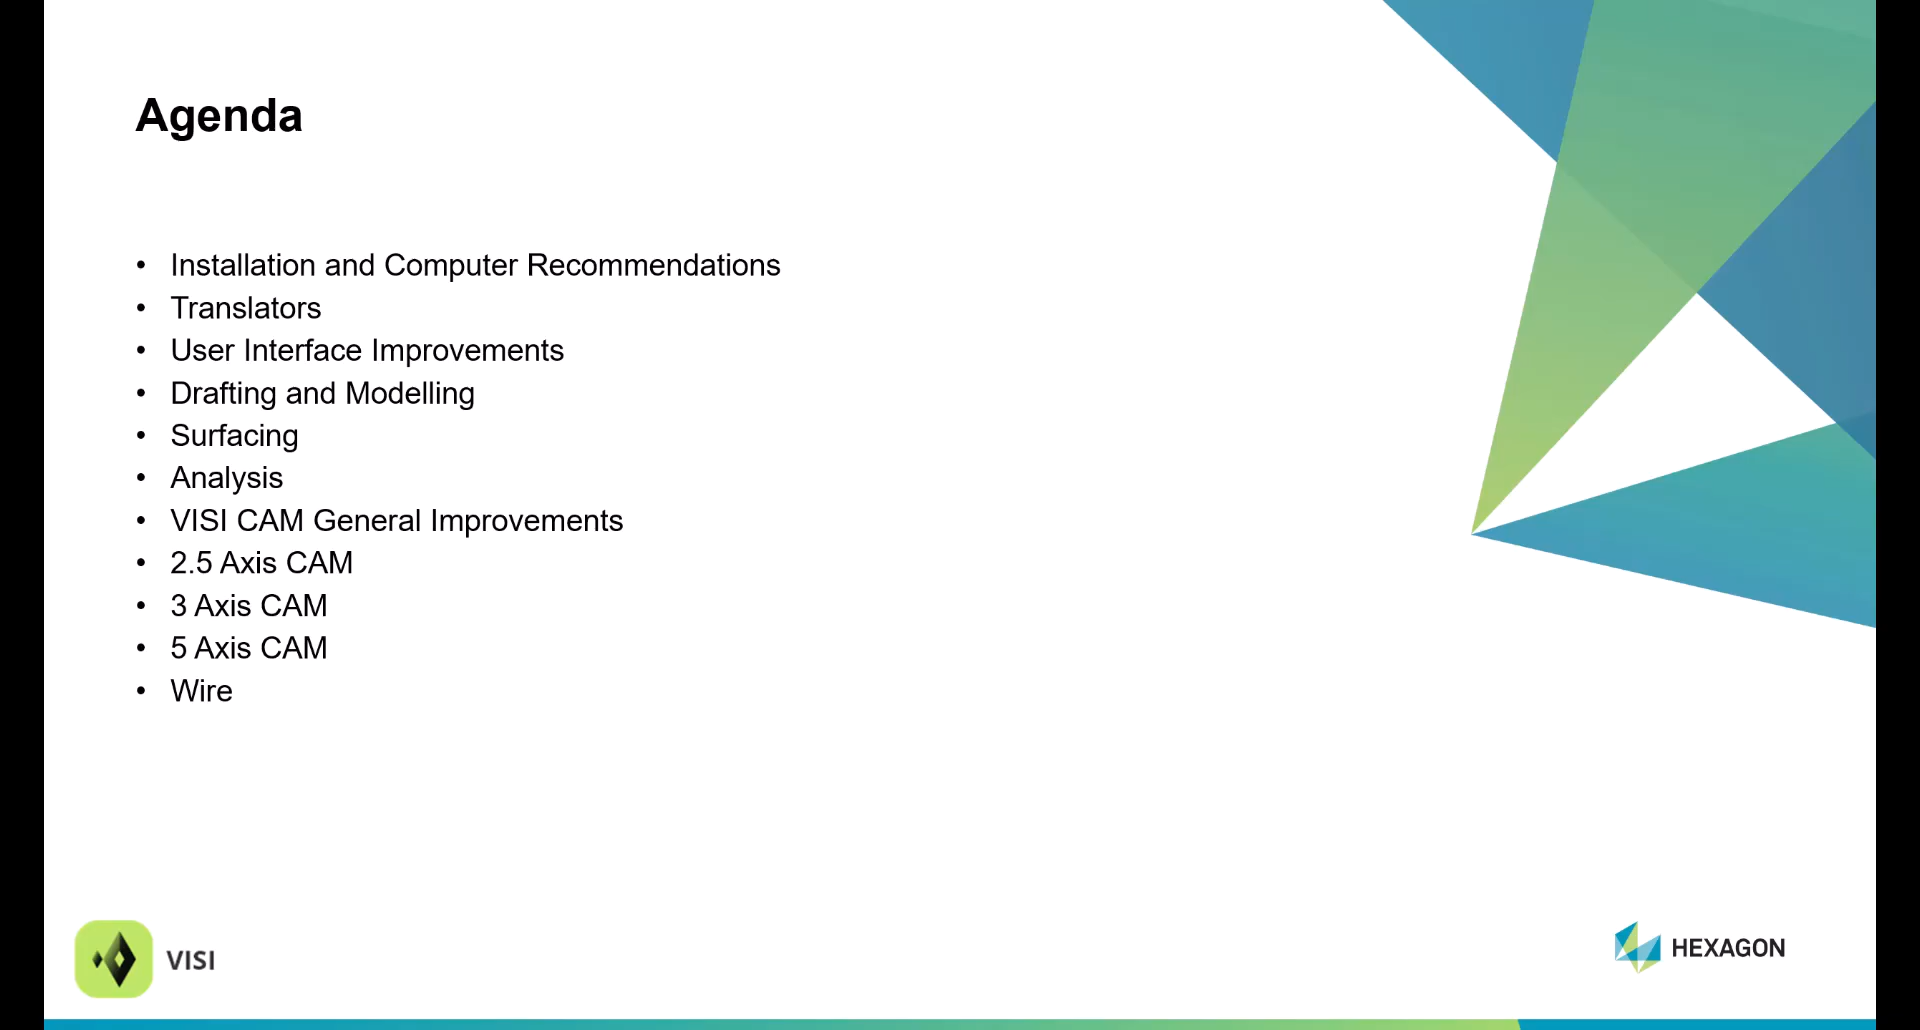 Agenda
• Installation and Computer Recommendations
• Translators
• User Interface Improvements
• Drafting and Modelling
• Surfacing
• Analysis
• VISI CAM General Improvements
• 2.5 Axis CAM
• 3 Axis CAM
• 5 Axis CAM
• Wire
VISI
HEXAGON